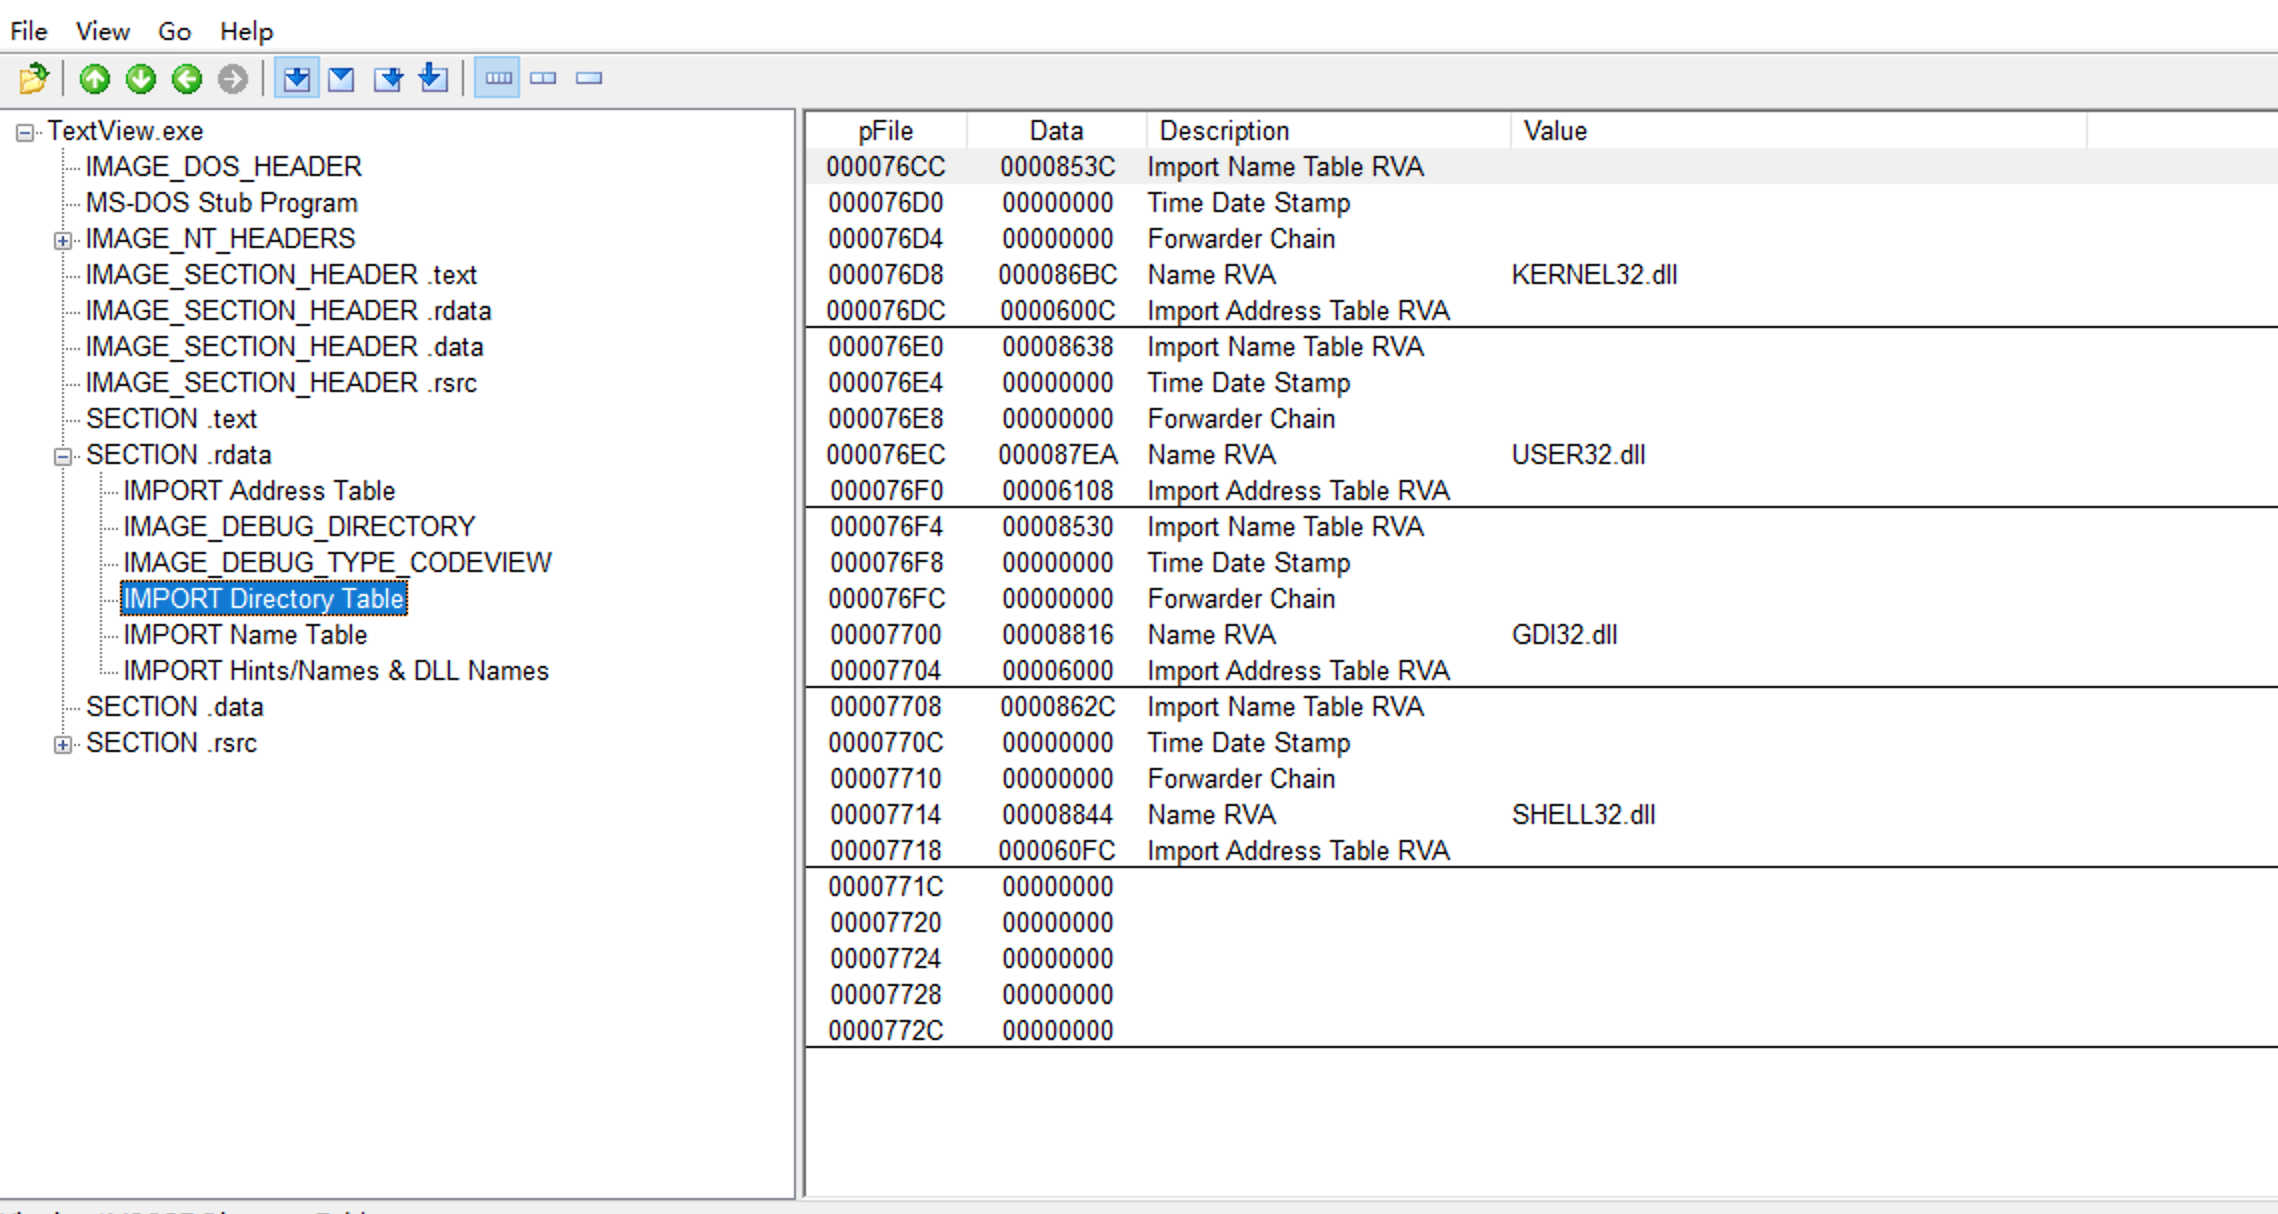 File View Go Help
TextView.exe
IMAGE_DOS_HEADER
MS-DOS Stub Program
IMAGE_NT_HEADERS
IMAGE_SECTION_HEADER .text
IMAGE_SECTION_HEADER .rdata
IMAGE_SECTION_HEADER .data
IMAGE_SECTION_HEADER .rsrc
SECTION .text
SECTION .rdata
IMPORT Address Table
IMAGE_DEBUG_DIRECTORY
IMAGE_DEBUG_TYPE_CODEVIEW
IMPORT Directory Table
IMPORT Name Table
IMPORT Hints/Names & DLL Names
SECTION .data
SECTION .rsrc
pFile Data Description Value
000076CC 0000853C Import Name Table RVA
000076D0 00000000 Time Date Stamp
000076D4 00000000 Forwarder Chain
000076D8 000086BC Name RVA KERNEL32.dll
000076DC 0000600C Import Address Table RVA
000076E0 00008638 Import Name Table RVA
000076E4 00000000 Time Date Stamp
000076E8 00000000 Forwarder Chain
000076EC 000087EA Name RVA USER32.dll
000076F0 00006108 Import Address Table RVA
000076F4 00008530 Import Name Table RVA
000076F8 00000000 Time Date Stamp
000076FC 00000000 Forwarder Chain
00007700 00008816 Name RVA GDI32.dll
00007704 00006000 Import Address Table RVA
00007708 0000862C Import Name Table RVA
0000770C 00000000 Time Date Stamp
00007710 00000000 Forwarder Chain
00007714 00008844 Name RVA SHELL32.dll
00007718 000060FC Import Address Table RVA
0000771C 00000000
00007720 00000000
00007724 00000000
00007728 00000000
0000772C 00000000